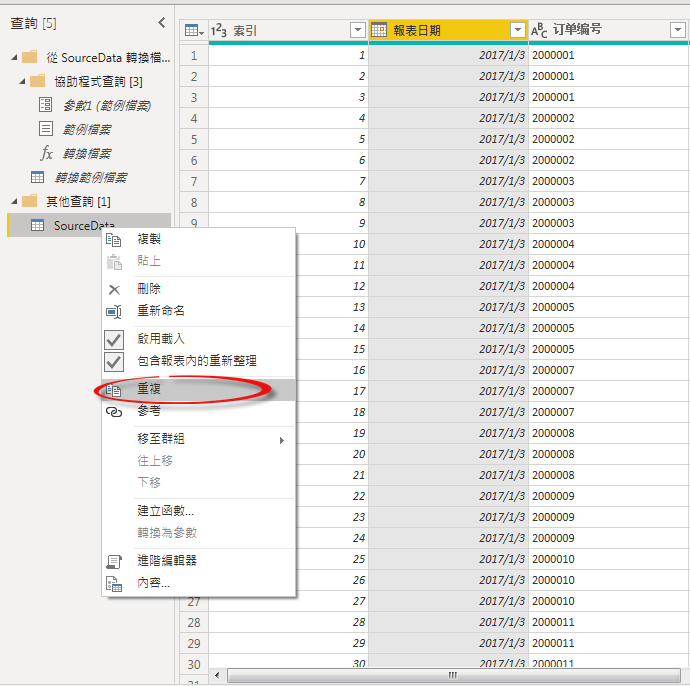 查詢 [5]
從 SourceData 轉換檔...
協助程式查詢 [3]
參數1 (範例檔案)
範例檔案
fx 轉換檔案
轉換範例檔案
其他查詢 [1]
SourceData
複製
貼上
刪除
重新命名
啟用載入
包含報表內的重新整理
重複
參考
移至群組
往上移
下移
建立函數...
轉換為參數
進階編輯器
內容...
1²3 索引 報表日期 ABC 订单编号
1 1 2017/1/3 2000001
2 2 2017/1/3 2000001
3 3 2017/1/3 2000001
4 4 2017/1/3 2000002
5 5 2017/1/3 2000002
6 6 2017/1/3 2000002
7 7 2017/1/3 2000003
8 8 2017/1/3 2000003
9 9 2017/1/3 2000003
10 2017/1/3 2000004
11 2017/1/3 2000004
12 2017/1/3 2000004
13 2017/1/3 2000005
14 2017/1/3 2000005
15 2017/1/3 2000005
16 2017/1/3 2000007
17 2017/1/3 2000007
18 2017/1/3 2000007
19 2017/1/3 2000008
20 2017/1/3 2000008
21 2017/1/3 2000008
22 2017/1/3 2000009
23 2017/1/3 2000009
24 2017/1/3 2000009
25 2017/1/3 2000010
26 2017/1/3 2000010
27 27 2017/1/3 2000010
28 28 2017/1/3 2000011
29 29 2017/1/3 2000011
30 30 2017/1/3 2000011